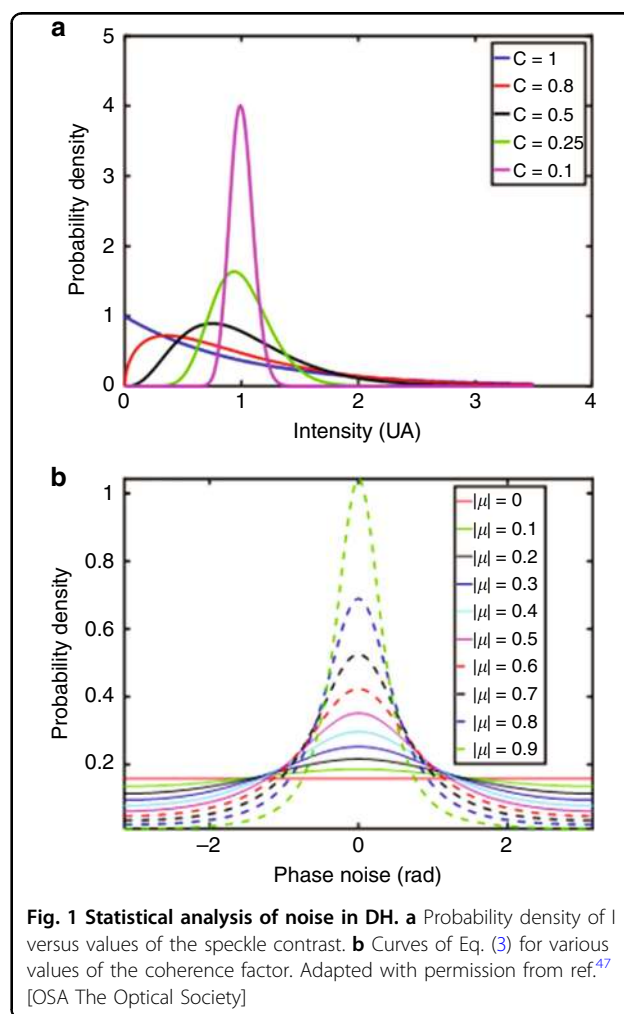 a
5
4
3
2
1
0
Probability density
C = 1
C = 0.8
C = 0.5
C = 0.25
C = 0.1
0 1 2 3 4
Intensity (UA)
b
1
0.8
0.6
0.4
0.2
Probability density
|μ| = 0
|μ| = 0.1
|μ| = 0.2
|μ| = 0.3
|μ| = 0.4
|μ| = 0.5
|μ| = 0.6
|μ| = 0.7
|μ| = 0.8
|μ| = 0.9
−2 0 2
Phase noise (rad)
Fig. 1 Statistical analysis of noise in DH. a Probability density of I
versus values of the speckle contrast. b Curves of Eq. (3) for various
values of the coherence factor. Adapted with permission from ref.47
[OSA The Optical Society]